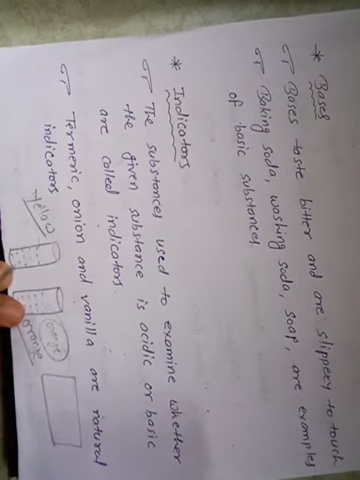 * Bases
Bases taste bitter and are slippery to touch
Baking soda, washing soda, soap, are examples
of basic substances.
* Indicators
The substances used to examine whether
the given substance is acidic or basic
are called indicators.
Termeric, onion and vanilla are natural
indicators
yellow
orange